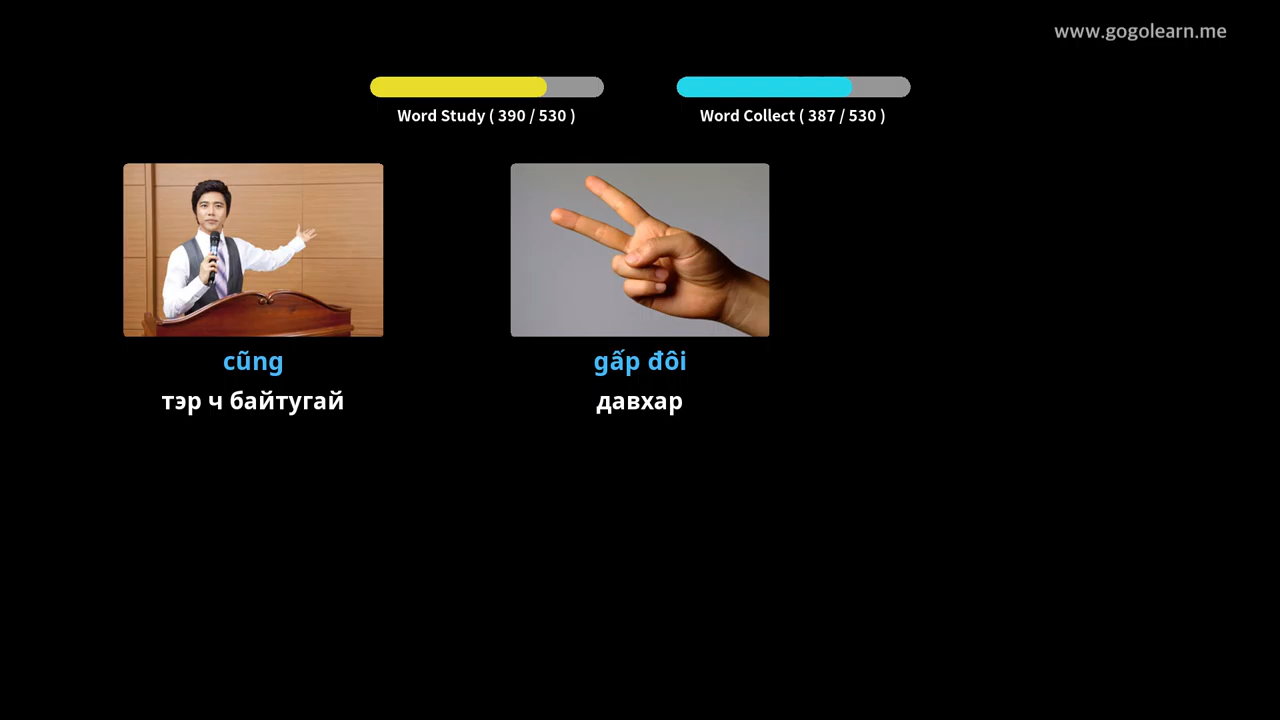 www.gogolearn.me
Word Study ( 390 / 530 )
Word Collect ( 387 / 530 )
cũng
тэр ч байтугай
gấp đôi
давхар